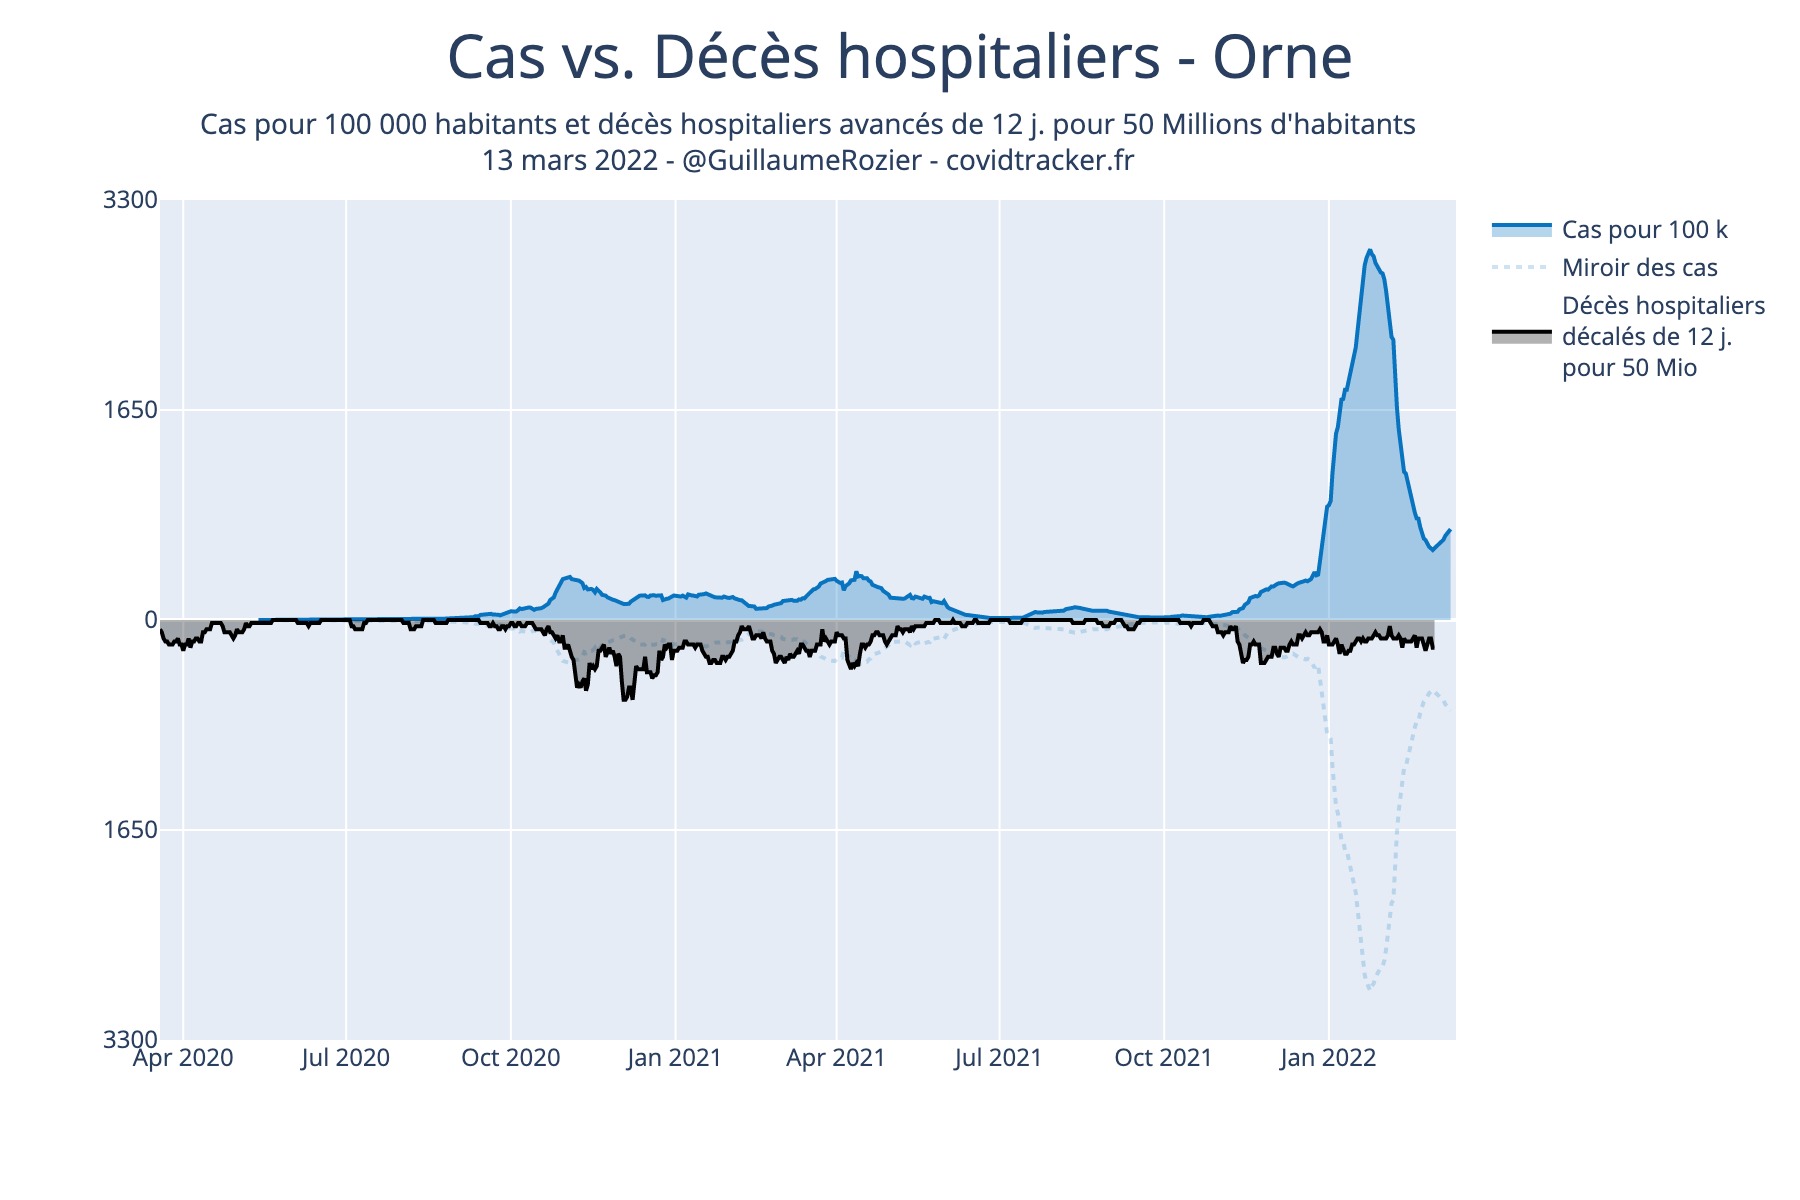 Cas vs. Décès hospitaliers - Orne
Cas pour 100 000 habitants et décès hospitaliers avancés de 12 j. pour 50 Millions d'habitants
13 mars 2022 - @GuillaumeRozier - covidtracker.fr
3300
1650
0
1650
3300
Apr 2020
Jul 2020
Oct 2020
Jan 2021
Apr 2021
Jul 2021
Oct 2021
Jan 2022
Cas pour 100 k
Miroir des cas
Décès hospitaliers
décalés de 12 j.
pour 50 Mio